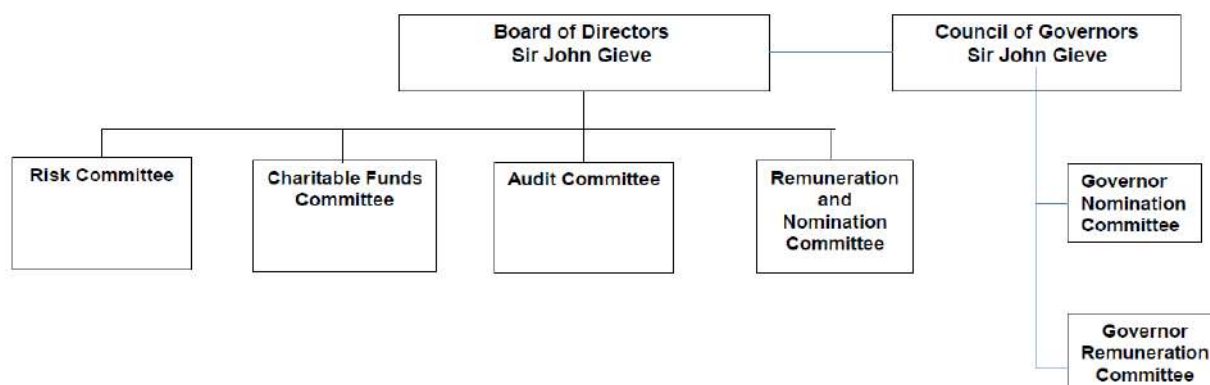 Board of Directors
Sir John Gieve
Council of Governors
Sir John Gieve
Risk Committee
Charitable Funds
Committee
Audit Committee
Remuneration
and
Nomination
Committee
Governor
Nomination
Committee
Governor
Remuneration
Committee